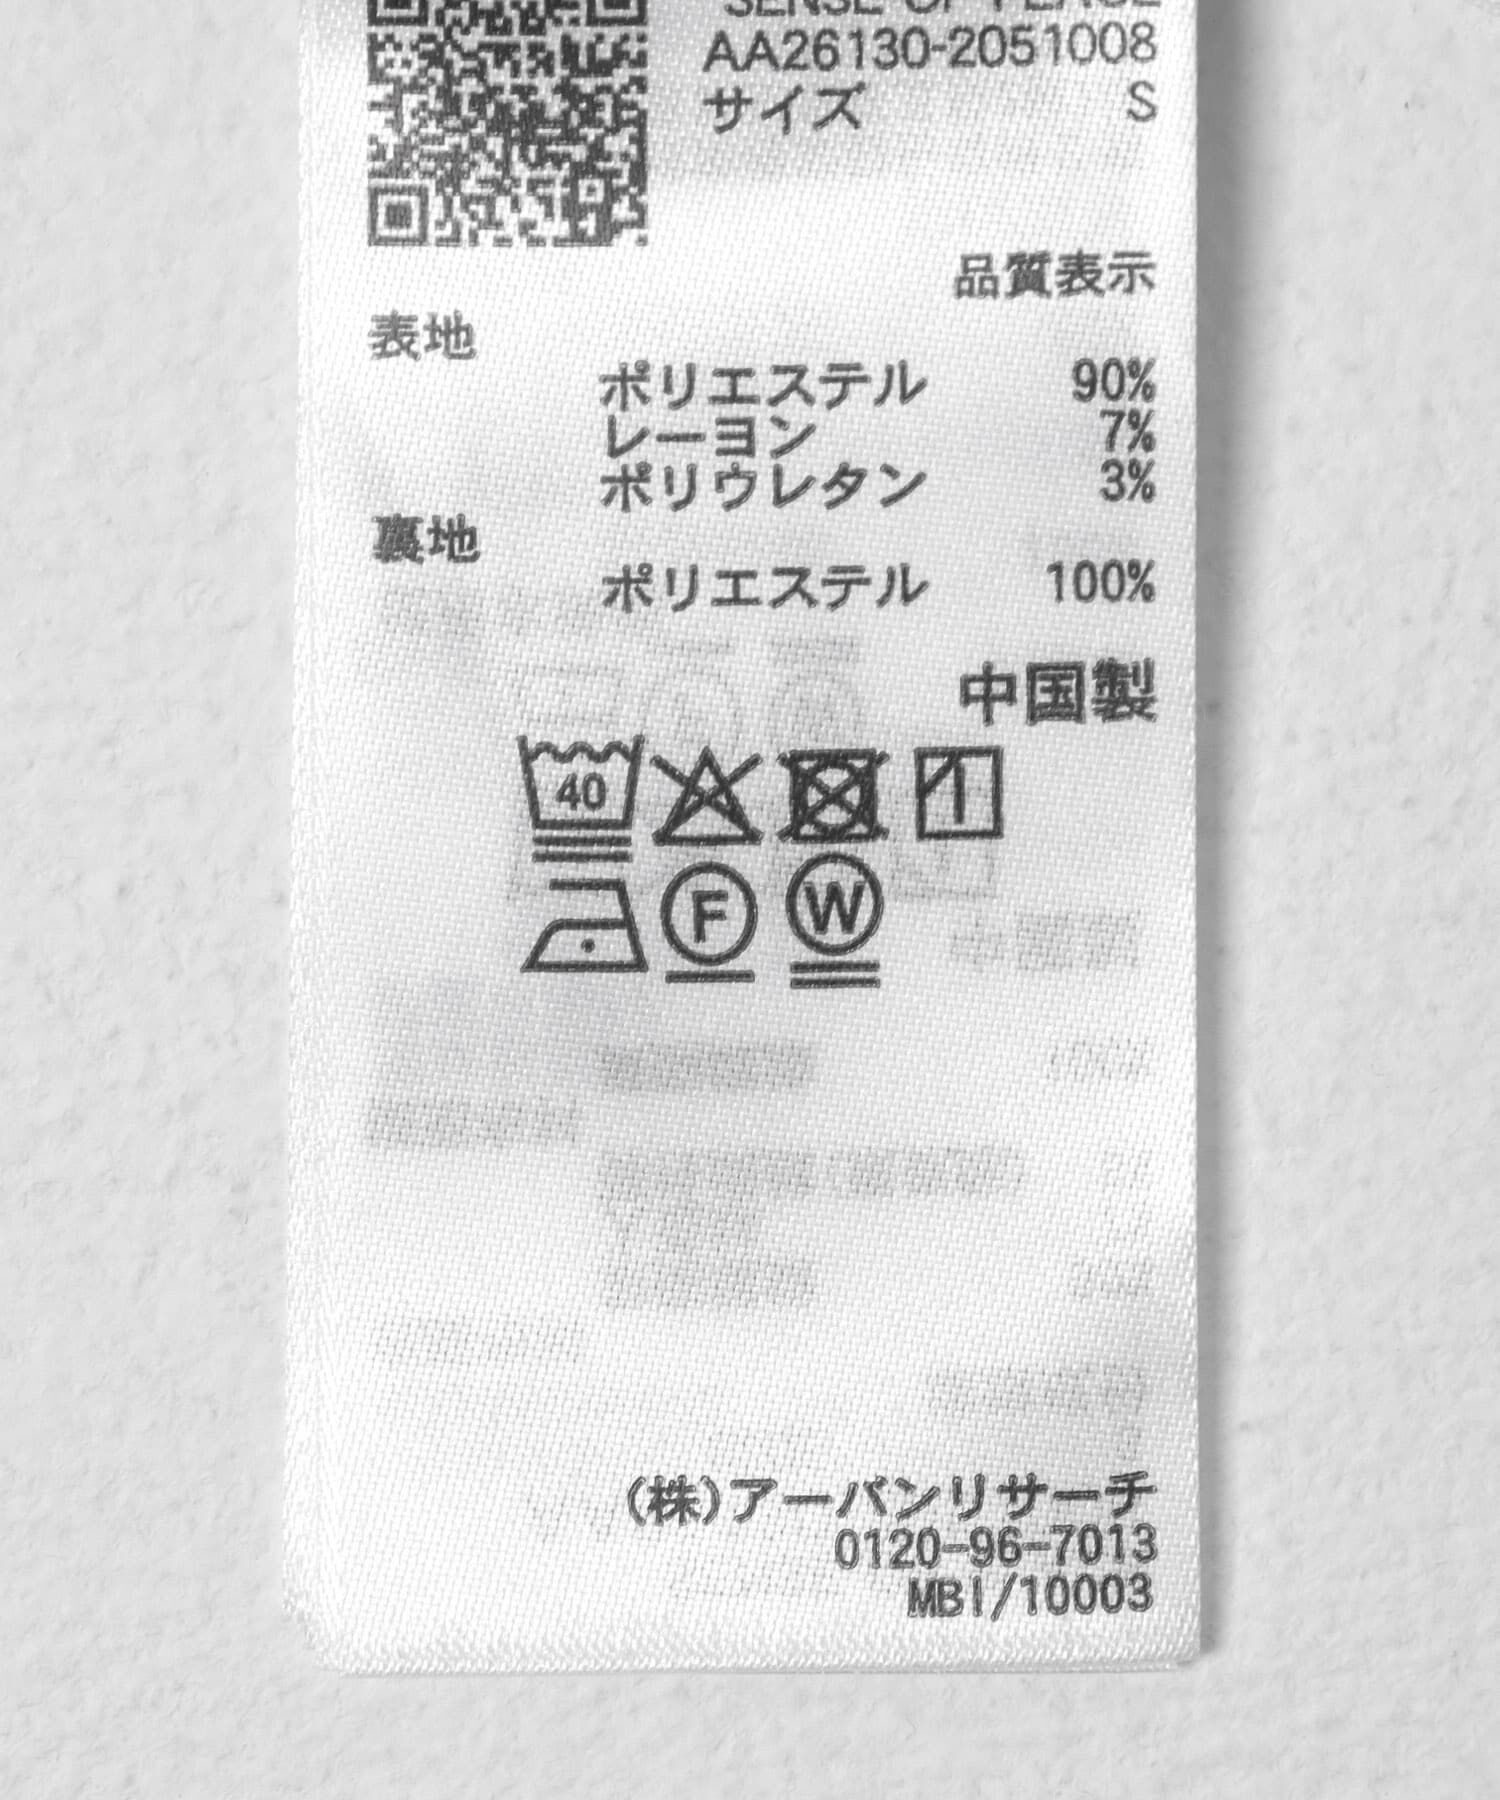 SENSE OF PLACE
AA26130-2051008
サイズ S
品質表示
表地
ポリエステル 90%
レーヨン 7%
ポリウレタン 3%
裏地
ポリエステル 100%
中国製
40
F W
(株)アーバンリサーチ
0120-96-7013
MBI/10003